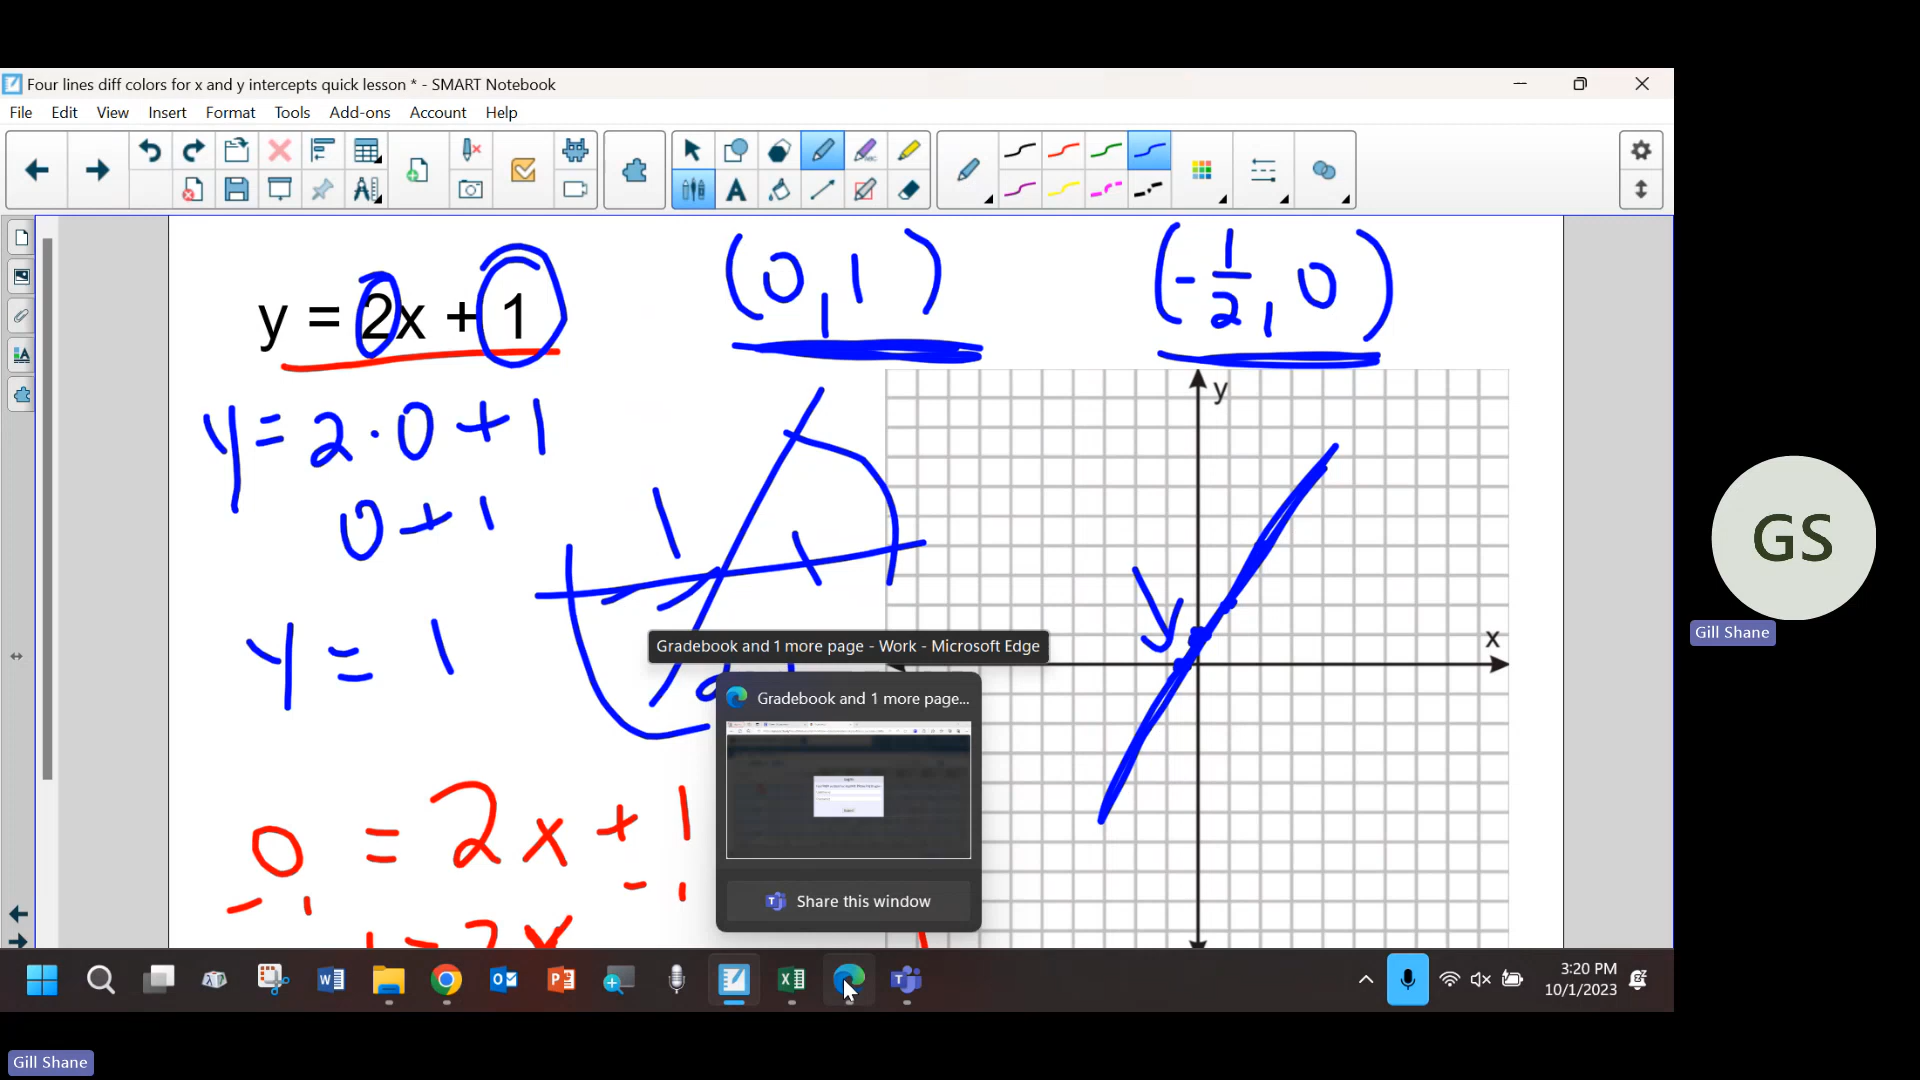 Four lines diff colors for x and y intercepts quick lesson * - SMART Notebook
File Edit View Insert Format Tools Add-ons Account Help
(0,1) (-1/2, 0)
y = 2x + 1
y
y = 2·0 + 1
0 + 1
x
y = 1
Gradebook and 1 more page - Work - Microsoft Edge
Gradebook and 1 more page...
Share this window
0 = 2x + 1
- 1 - 1
GS
Gill Shane
3:20 PM
10/1/2023
Gill Shane